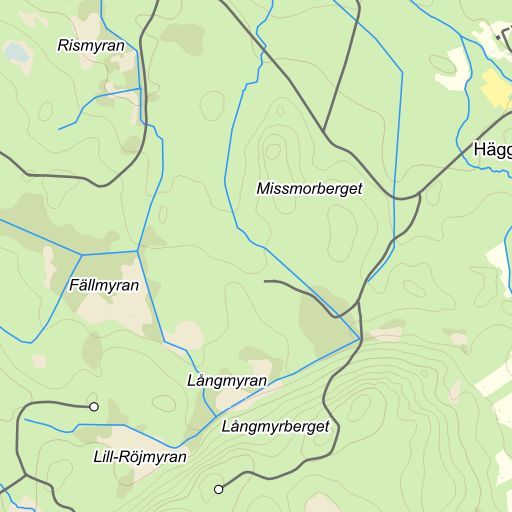 Rismyran
Hägg
Missmorberget
Fällmyran
Långmyran
Långmyrberget
Lill-Röjmyran